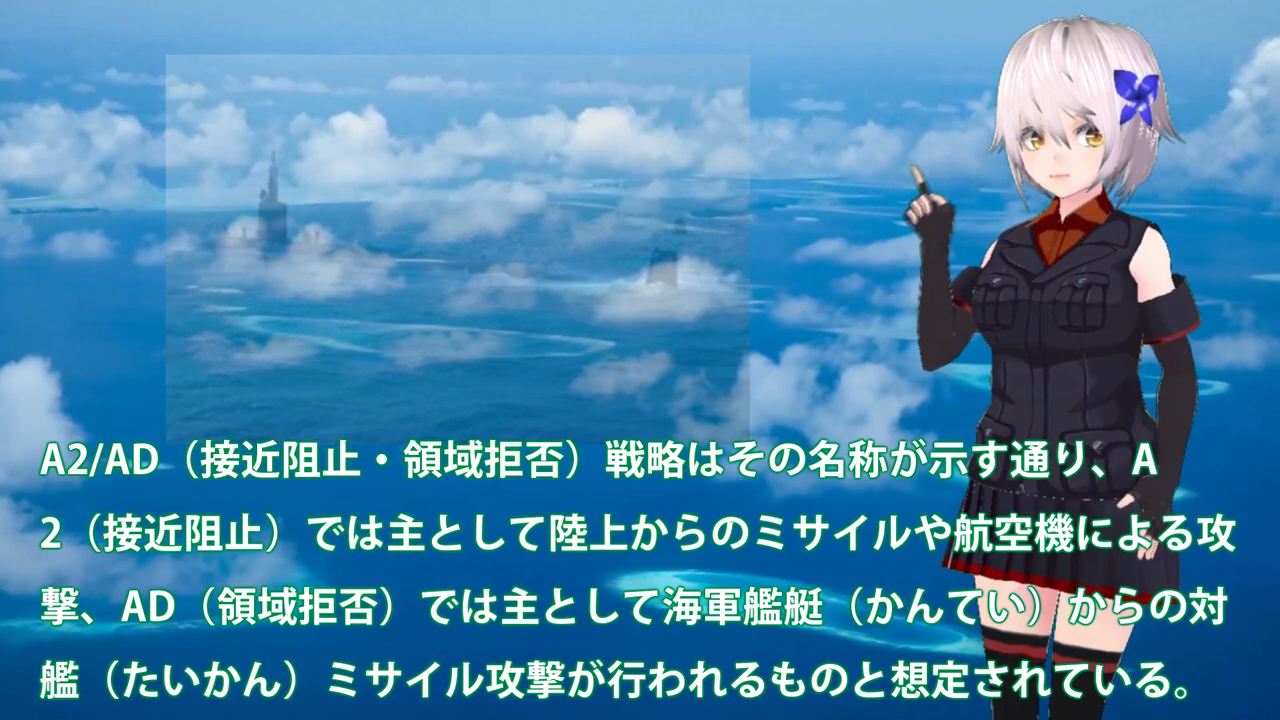 A2/AD（接近阻止・領域拒否）戦略はその名称が示す通り、A
2（接近阻止）では主として陸上からのミサイルや航空機による攻
撃、AD（領域拒否）では主として海軍艦艇（かんてい）からの対
艦（たいかん）ミサイル攻撃が行われるものと想定されている。